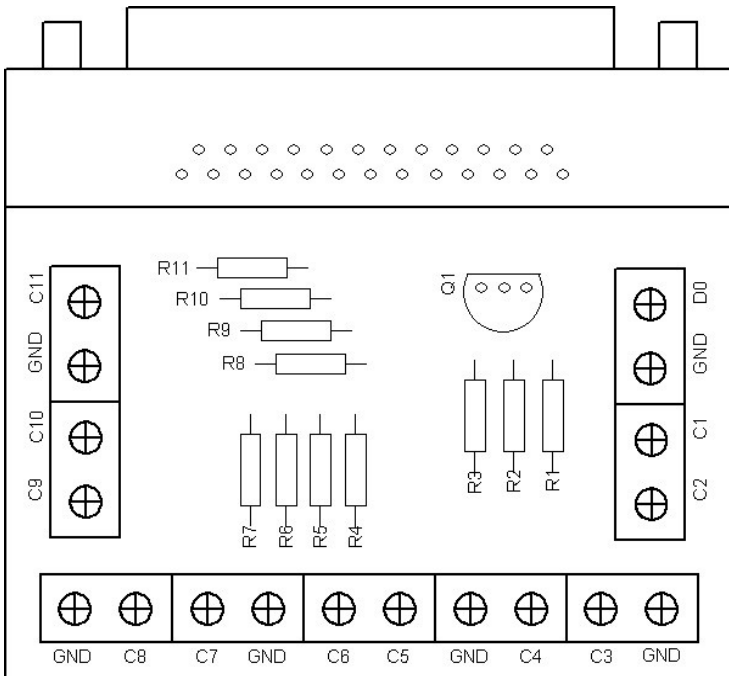 C11
GND
C10
C9
R11
R10
R9
R8
Q1
D0
GND
C1
C2
R3
R2
R1
R7
R6
R5
R4
GND C8 C7 GND C6 C5 GND C4 C3 GND